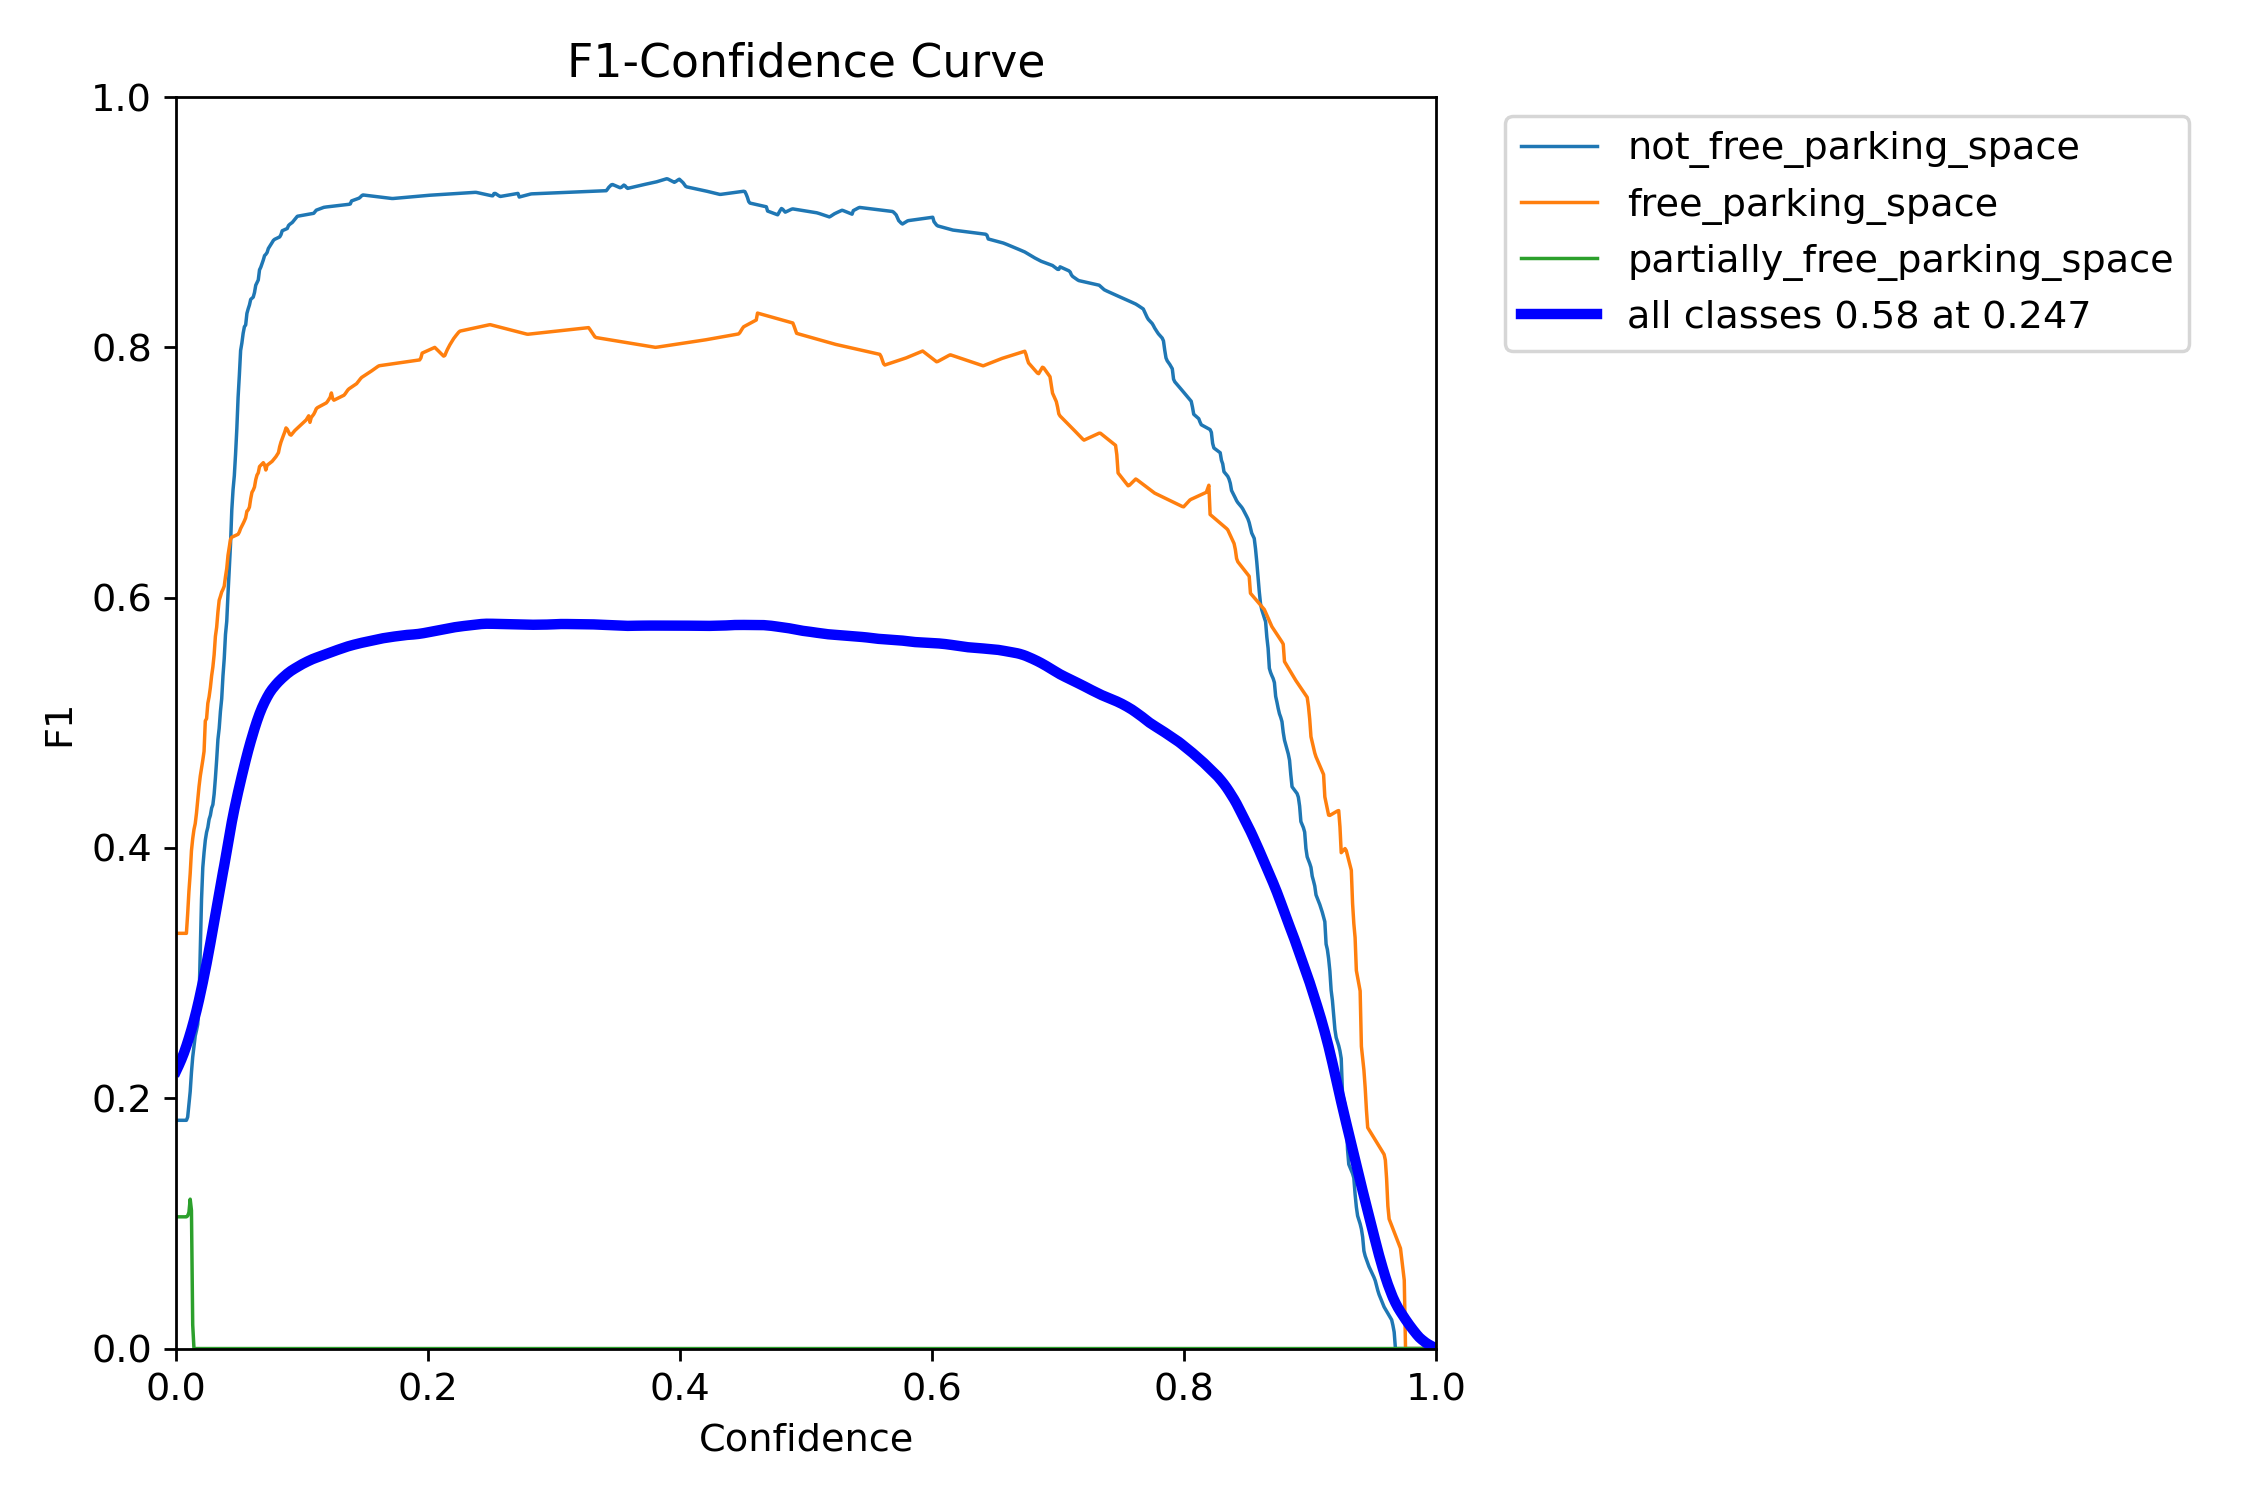 F1-Confidence Curve
1.0
0.8
0.6
0.4
0.2
0.0
F1
0.0 0.2 0.4 0.6 0.8 1.0
Confidence
not_free_parking_space
free_parking_space
partially_free_parking_space
all classes 0.58 at 0.247